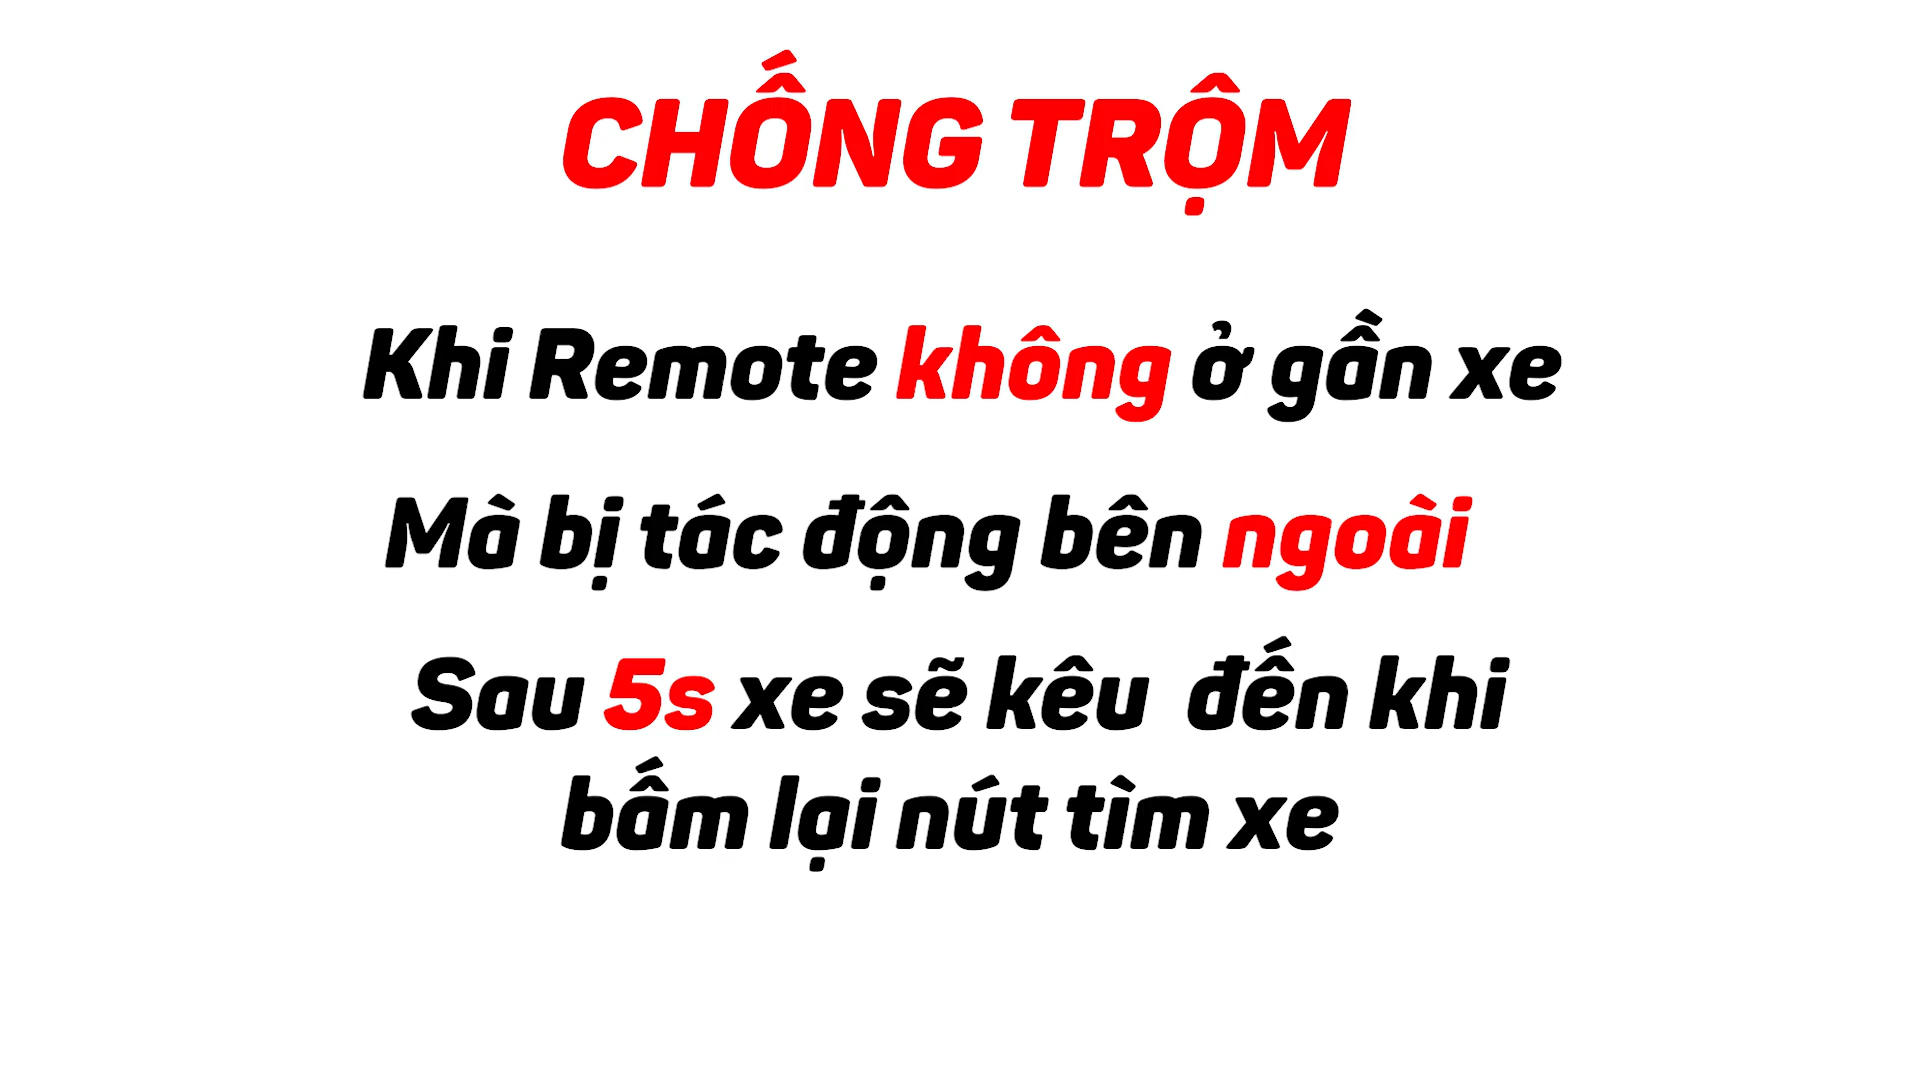 CHỐNG TRỘM
Khi Remote không ở gần xe
Mà bị tác động bên ngoài
Sau 5s xe sẽ kêu  đến khi
bấm lại nút tìm xe